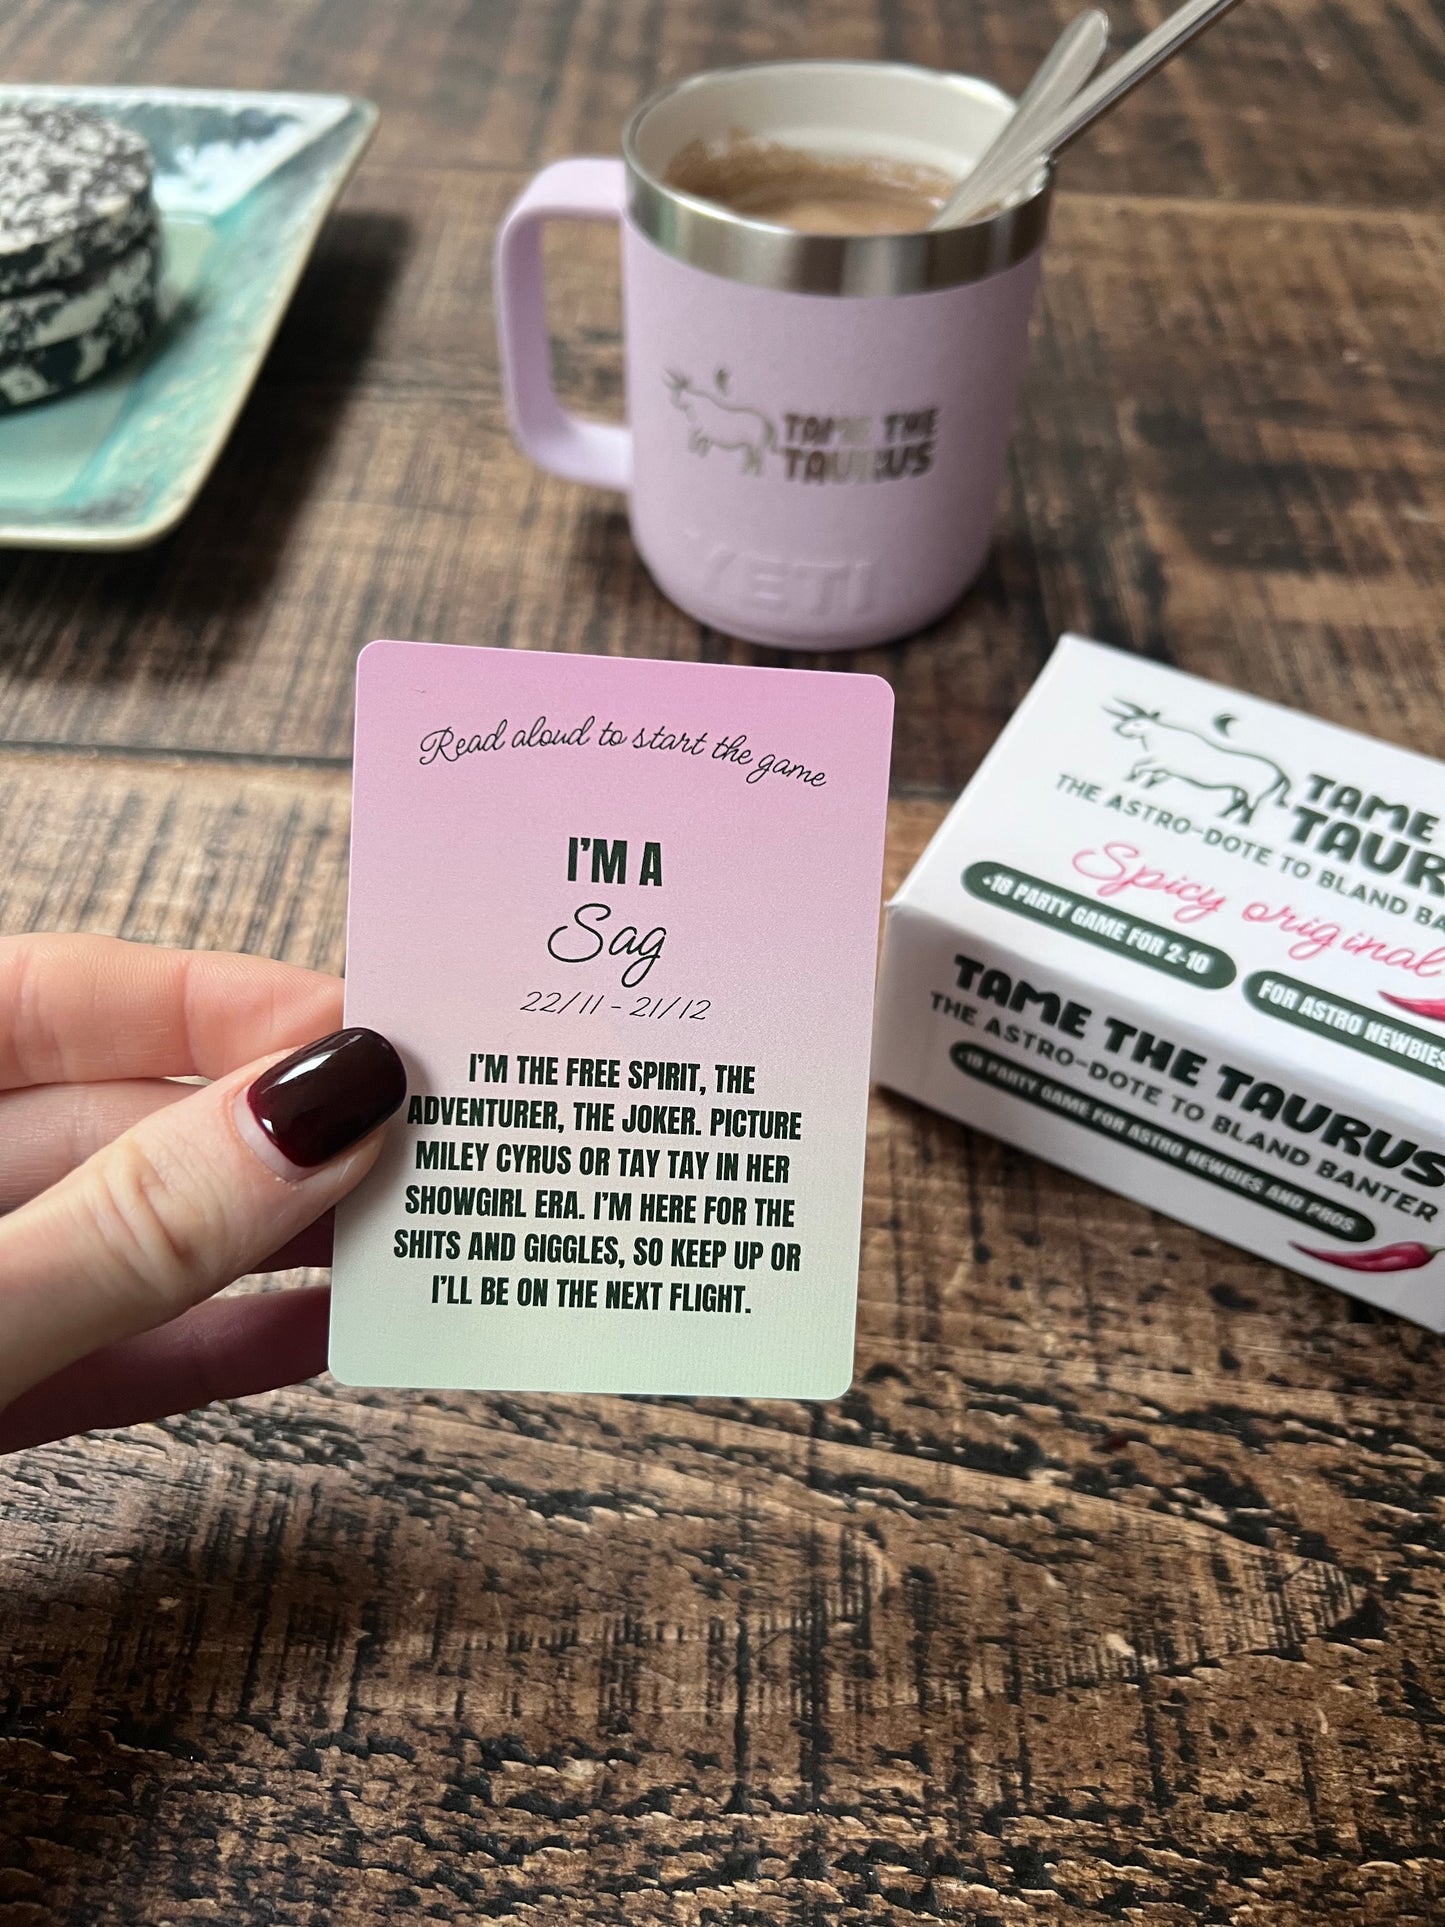 TAME THE
TAURUS
YETI
Read aloud to start the game
I'M A
Sag
22/11 - 21/12
I'M THE FREE SPIRIT, THE
ADVENTURER, THE JOKER. PICTURE
MILEY CYRUS OR TAY TAY IN HER
SHOWGIRL ERA. I'M HERE FOR THE
SHITS AND GIGGLES, SO KEEP UP OR
I'LL BE ON THE NEXT FLIGHT.
TAME
TAUR
THE ASTRO-DOTE TO BLAND BA
Spicy original
+18 PARTY GAME FOR 2-10
FOR ASTRO NEWBIES
TAME THE TAURUS
THE ASTRO-DOTE TO BLAND BANTER
+18 PARTY GAME FOR ASTRO NEWBIES AND PROS